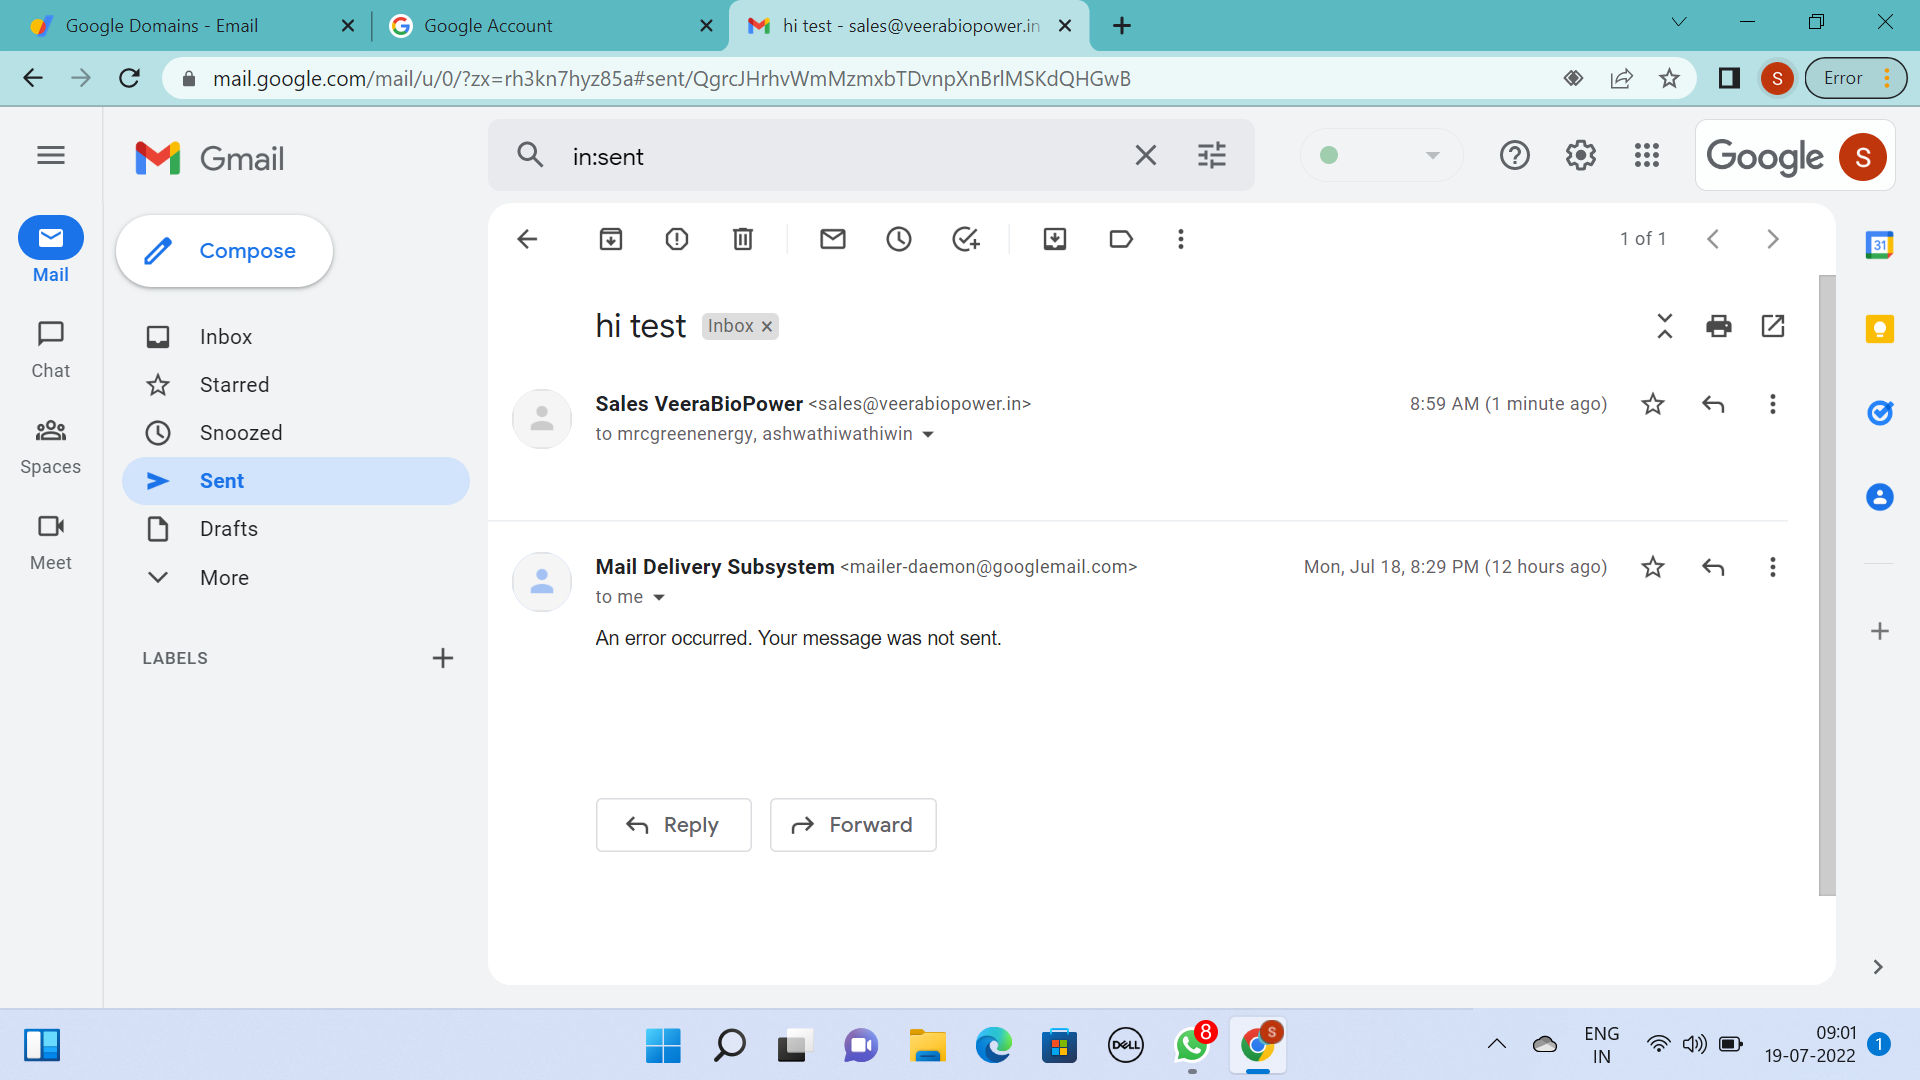 Google Domains - Email
Google Account
hi test - sales@veerabiopower.in
mail.google.com/mail/u/0/?zx=rh3kn7hyz85a#sent/QgrcJHrhvWmMzmxbTDvnpXnBrlMSKdQHGwB
S
Error
Gmail
in:sent
Google
S
Mail
Chat
Spaces
Meet
Compose
Inbox
Starred
Snoozed
Sent
Drafts
More
LABELS
1 of 1
31
hi test
Inbox
Sales VeeraBioPower <sales@veerabiopower.in>
8:59 AM (1 minute ago)
to mrcgreenenergy, ashwathiwathiwin
Mail Delivery Subsystem <mailer-daemon@googlemail.com>
Mon, Jul 18, 8:29 PM (12 hours ago)
to me
An error occurred. Your message was not sent.
Reply
Forward
DELL
8
S
ENG
IN
09:01
19-07-2022
1